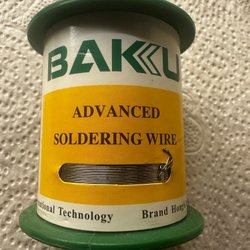 BAKU
ADVANCED
SOLDERING WIRE
Technology Brand